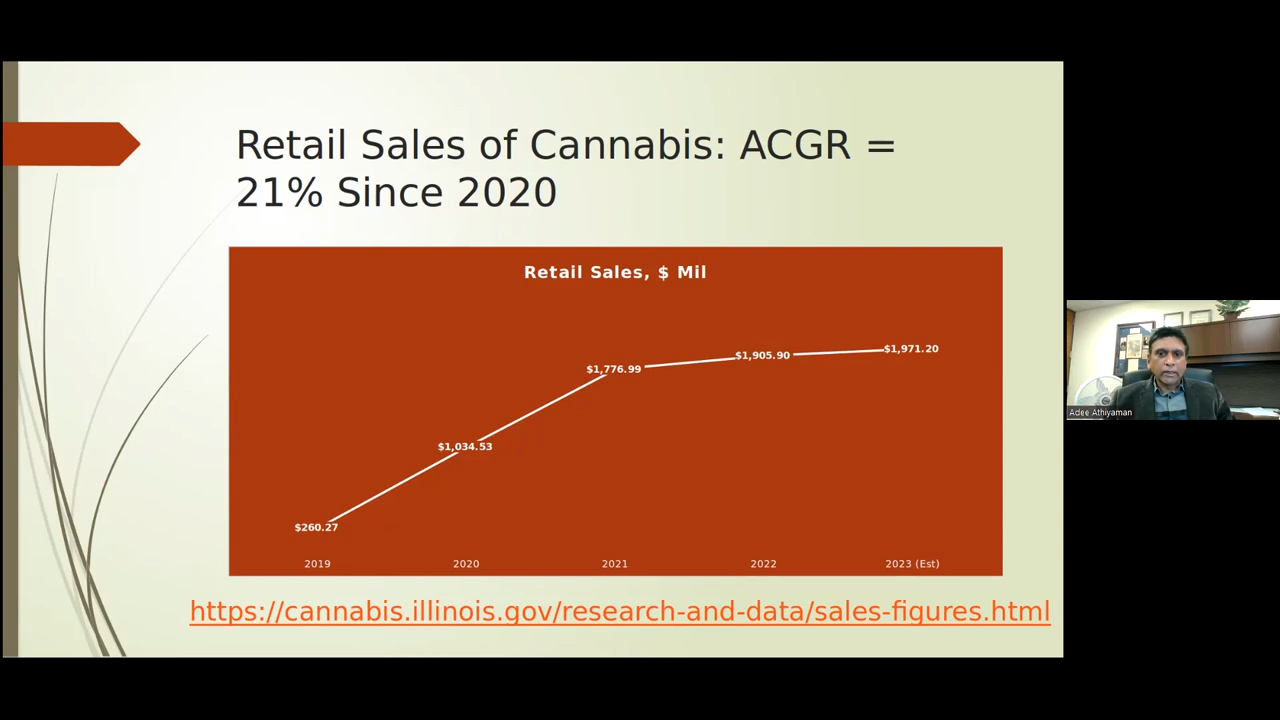 Retail Sales of Cannabis: ACGR =
21% Since 2020
Retail Sales, $ Mil
$260.27
$1,034.53
$1,776.99
$1,905.90
$1,971.20
2019 2020 2021 2022 2023 (Est)
https://cannabis.illinois.gov/research-and-data/sales-figures.html
Adee Athiyaman